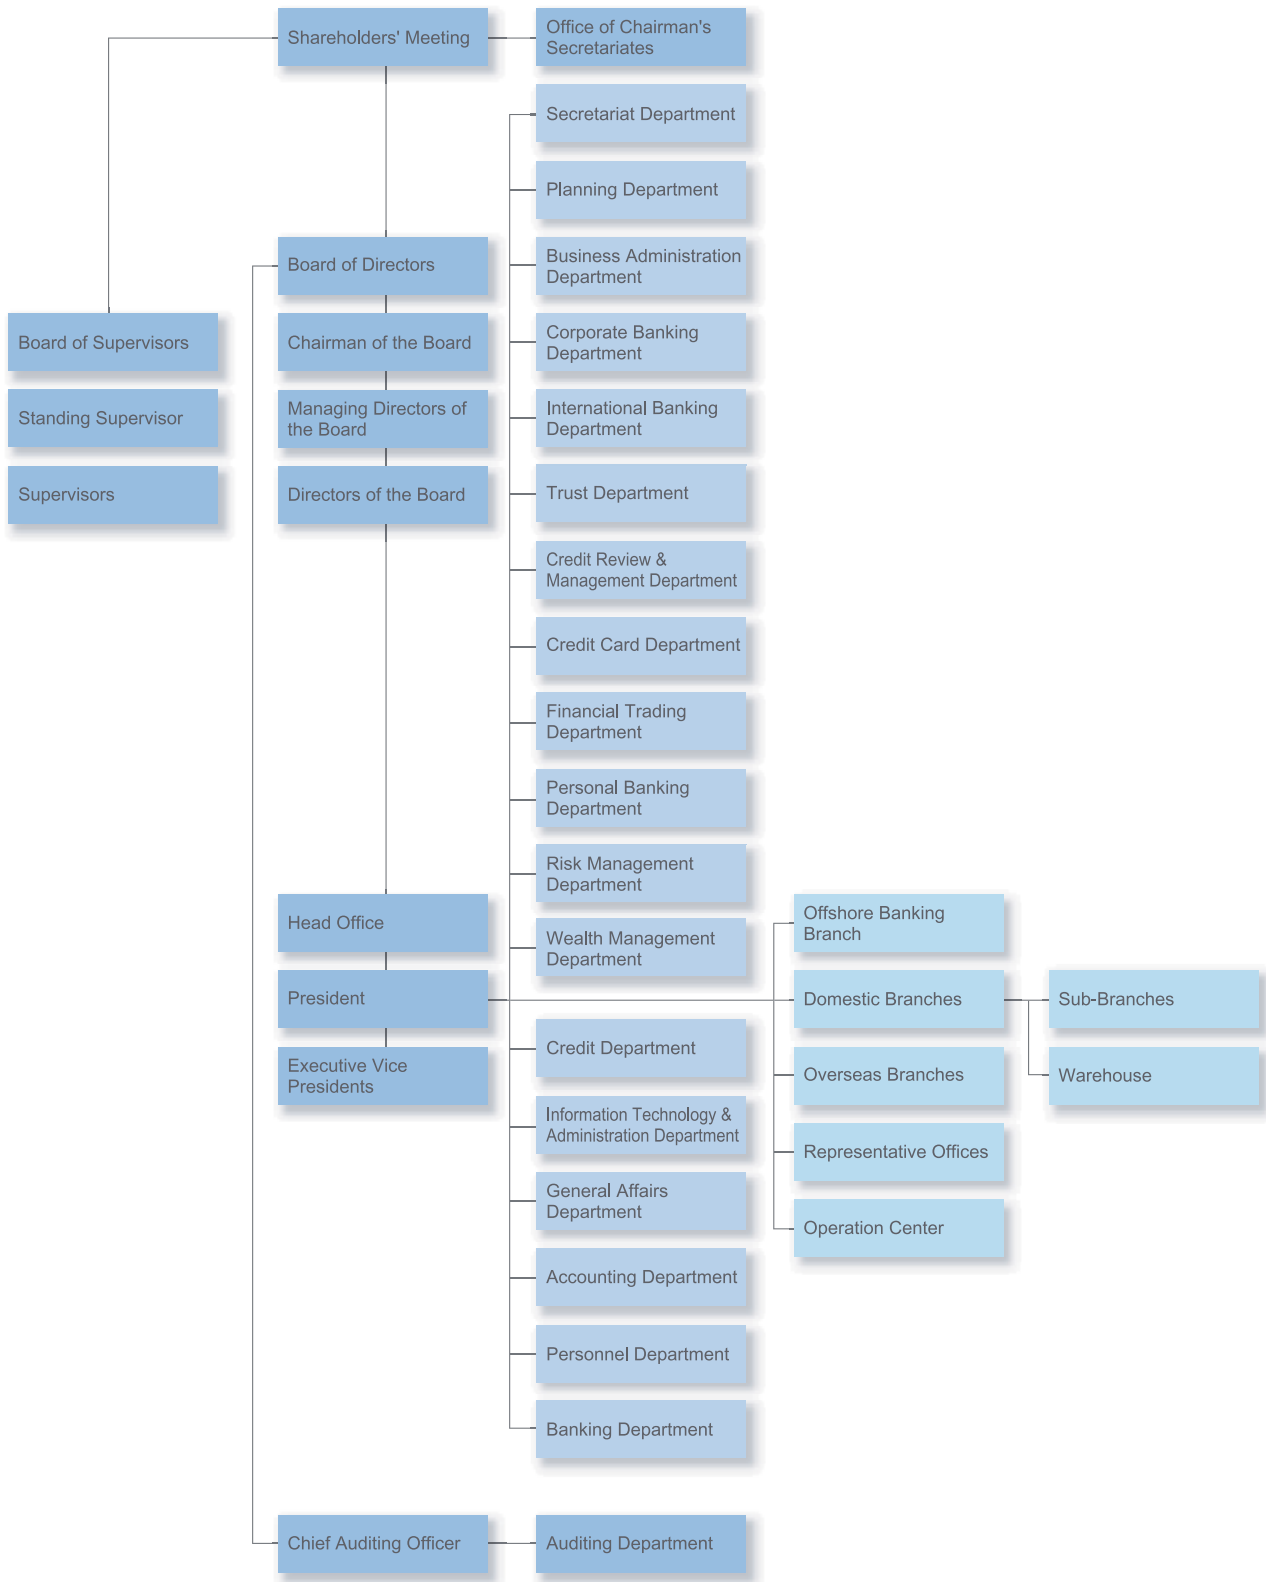 Shareholders' Meeting
Office of Chairman's
Secretariates
Secretariat Department
Planning Department
Board of Directors
Business Administration
Department
Board of Supervisors
Chairman of the Board
Corporate Banking
Department
Standing Supervisor
Managing Directors of
the Board
International Banking
Department
Supervisors
Directors of the Board
Trust Department
Credit Review &
Management Department
Credit Card Department
Financial Trading
Department
Personal Banking
Department
Risk Management
Department
Head Office
Wealth Management
Department
Offshore Banking
Branch
President
Domestic Branches
Sub-Branches
Executive Vice
Presidents
Credit Department
Overseas Branches
Warehouse
Information Technology &
Administration Department
Representative Offices
General Affairs
Department
Operation Center
Accounting Department
Personnel Department
Banking Department
Chief Auditing Officer
Auditing Department